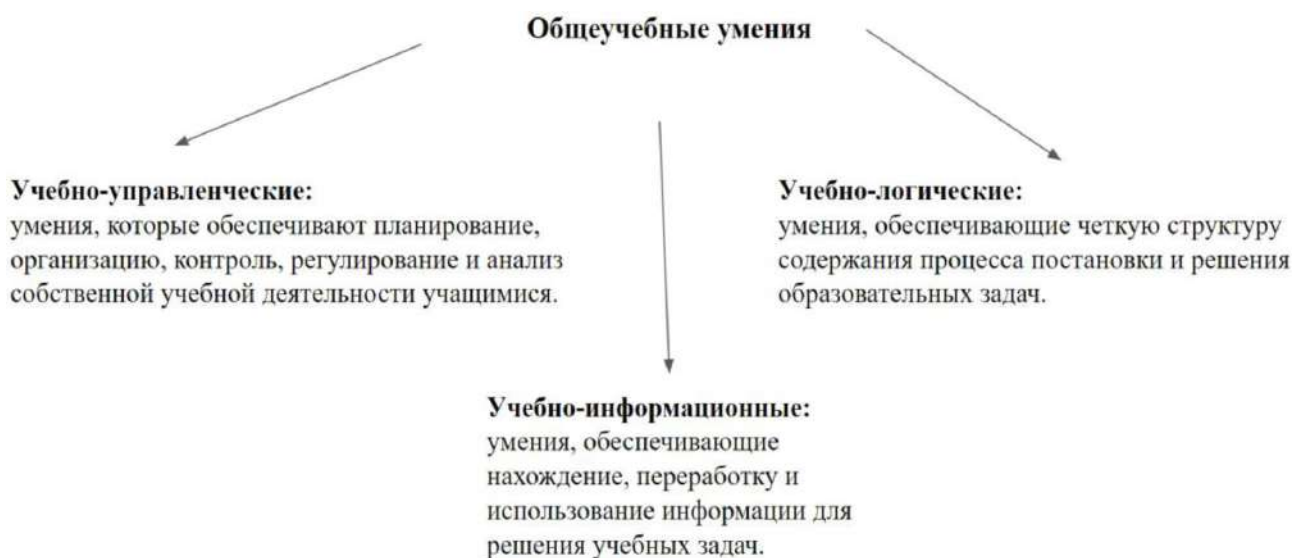 Общеучебные умения
Учебно-управленческие:
умения, которые обеспечивают планирование,
организацию, контроль, регулирование и анализ
собственной учебной деятельности учащимися.
Учебно-логические:
умения, обеспечивающие четкую структуру
содержания процесса постановки и решения
образовательных задач.
Учебно-информационные:
умения, обеспечивающие
нахождение, переработку и
использование информации для
решения учебных задач.